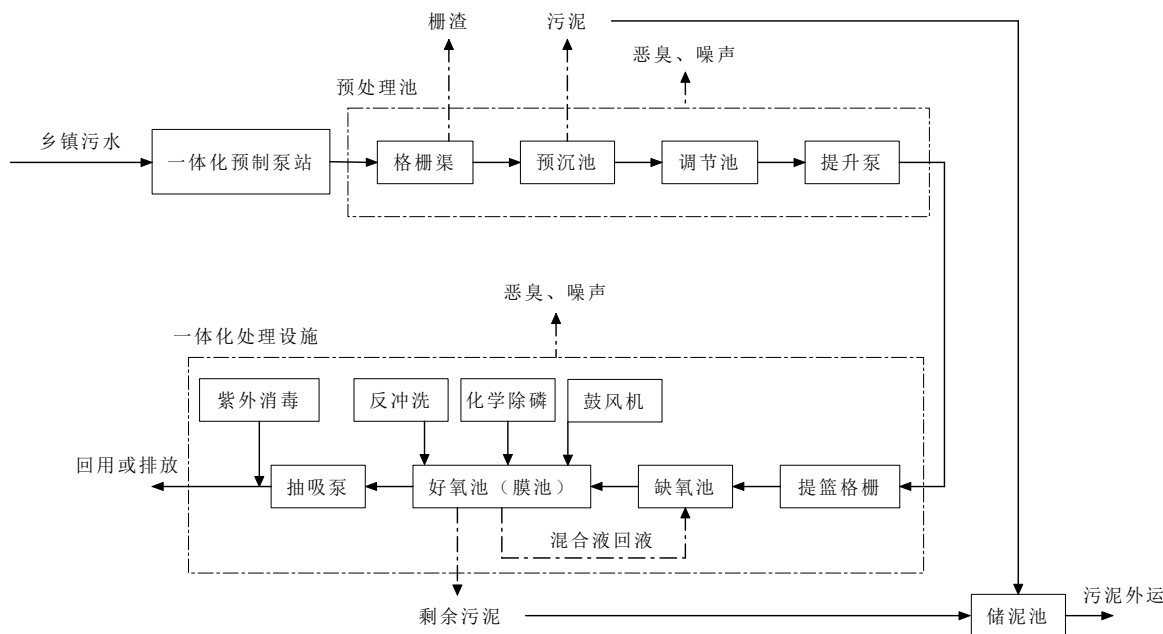 栅渣
污泥
恶臭、噪声
预处理池
乡镇污水
一体化预制泵站
格栅渠
预沉池
调节池
提升泵
恶臭、噪声
一体化处理设施
紫外消毒
反冲洗
化学除磷
鼓风机
回用或排放
抽吸泵
好氧池（膜池）
缺氧池
提篮格栅
混合液回液
剩余污泥
储泥池
污泥外运